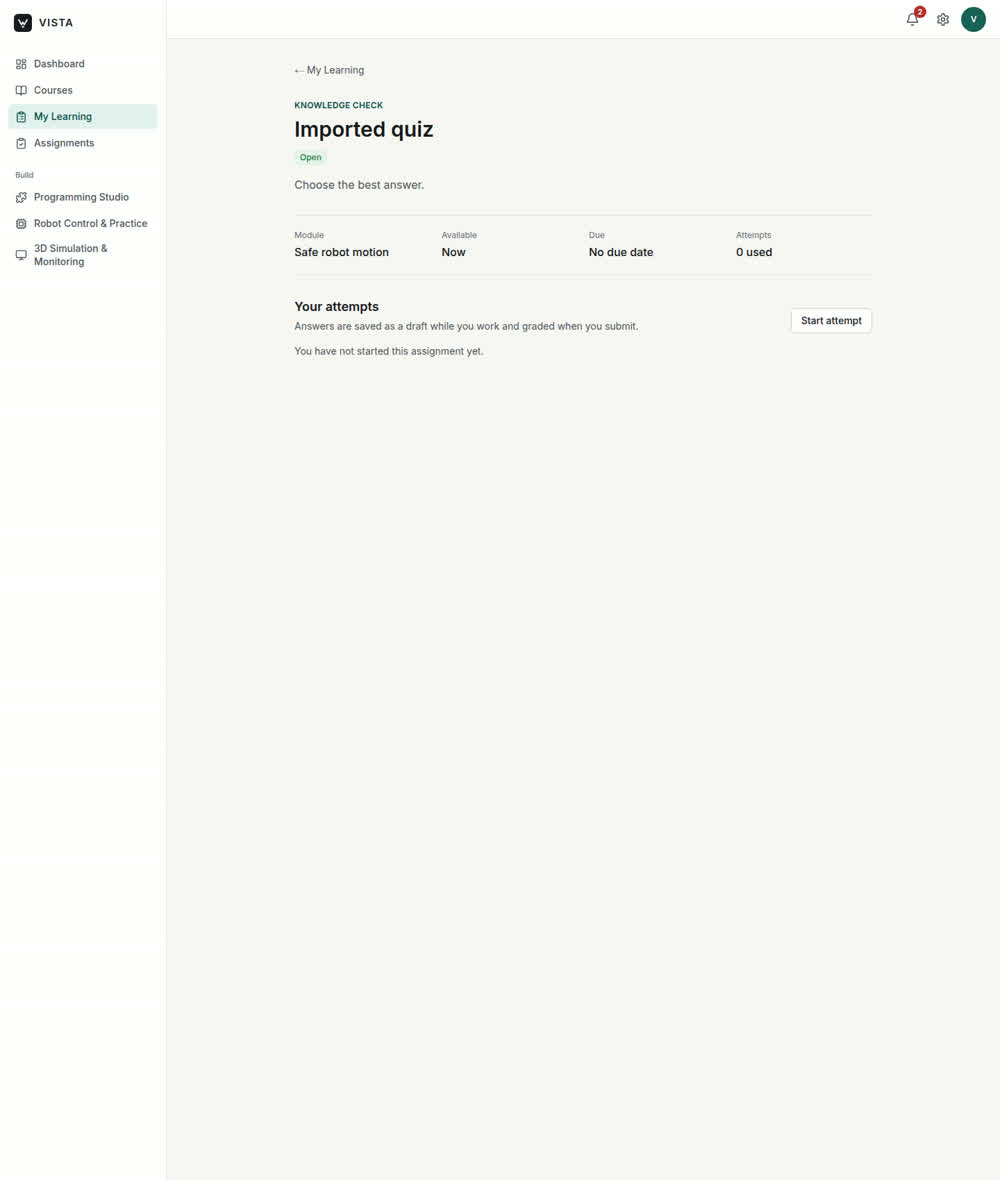 VISTA
2
V
Dashboard
Courses
My Learning
Assignments
Build
Programming Studio
Robot Control & Practice
3D Simulation &
Monitoring
← My Learning
KNOWLEDGE CHECK
Imported quiz
Open
Choose the best answer.
Module
Available
Due
Attempts
Safe robot motion
Now
No due date
0 used
Your attempts
Answers are saved as a draft while you work and graded when you submit.
Start attempt
You have not started this assignment yet.